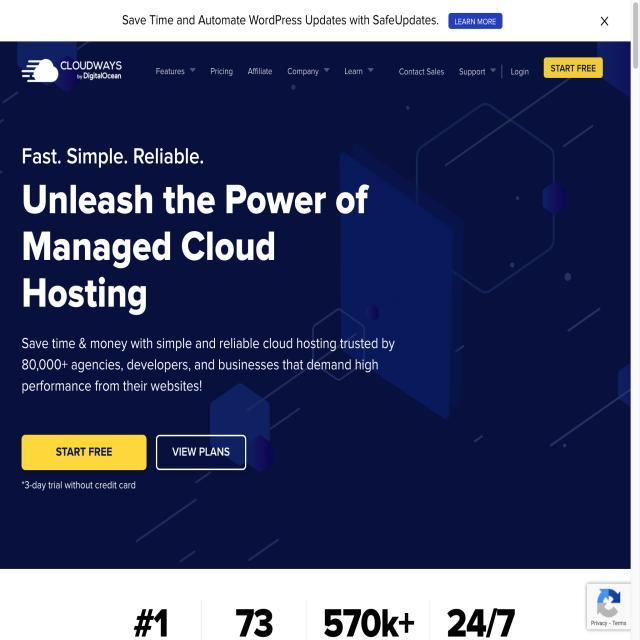 Save Time and Automate WordPress Updates with SafeUpdates. LEARN MORE X
CLOUDWAYS
by DigitalOcean
Features Pricing Affiliate Company Learn Contact Sales Support Login START FREE
Fast. Simple. Reliable.
Unleash the Power of
Managed Cloud
Hosting
Save time & money with simple and reliable cloud hosting trusted by
80,000+ agencies, developers, and businesses that demand high
performance from their websites!
START FREE VIEW PLANS
*3-day trial without credit card
#1 73 570k+ 24/7
Privacy - Terms